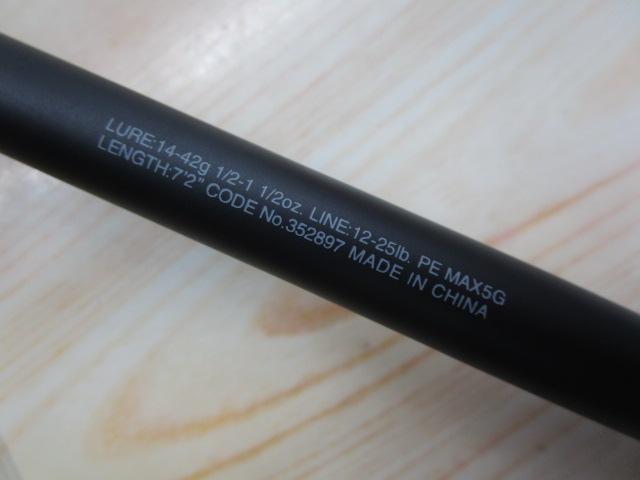 LURE:14-42g 1/2-1 1/2oz. LINE:12-25lb. PE MAX5G
LENGTH:7'2" CODE No.352897 MADE IN CHINA